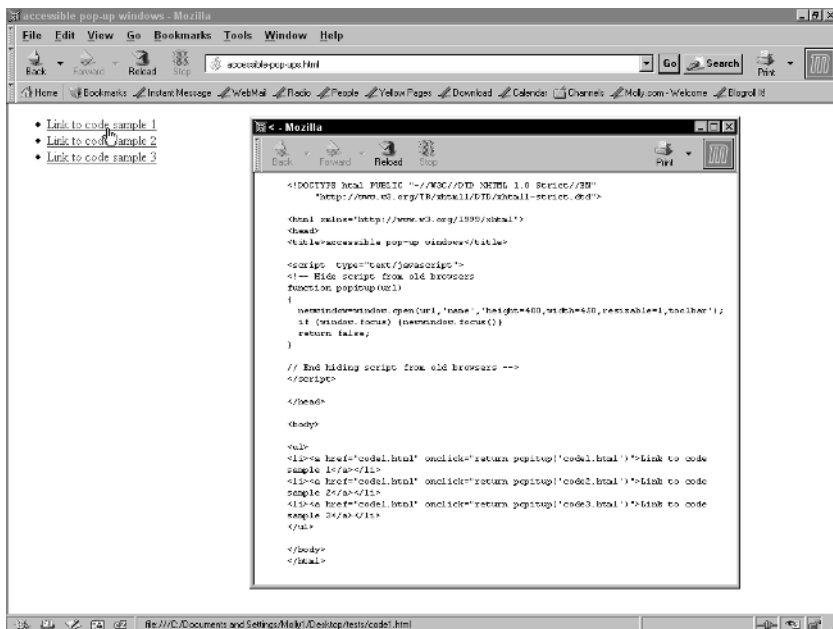 accessible pop-up windows - Mozilla
File Edit View Go Bookmarks Tools Window Help
Back Forward Reload Stop accessible-pop-ups.html Go Search Print
Home Bookmarks Instant Message WebMail Radio People Yellow Pages Download Calendar Channels Molly.com - Welcome Blogroll It!
Link to code sample 1
Link to code sample 2
Link to code sample 3
< - Mozilla
Back Forward Reload Stop Print
<!DOCTYPE html PUBLIC "-//W3C//DTD XHTML 1.0 Strict//EN"
"http://www.w3.org/TR/xhtml1/DTD/xhtml1-strict.dtd">
<html xmlns="http://www.w3.org/1999/xhtml">
<head>
<title>accessible pop-up windows</title>
<script type="text/javascript">
<!-- Hide script from old browsers
function popitup(url)
{
newwindow=window.open(url,'name','height=400,width=450,resizable=1,toolbar');
if (window.focus) {newwindow.focus()}
return false;
}
// End hiding script from old browsers -->
</script>
</head>
<body>
<ul>
<li><a href="code1.html" onclick="return popitup('code1.html')">Link to code
sample 1</a></li>
<li><a href="code1.html" onclick="return popitup('code2.html')">Link to code
sample 2</a></li>
<li><a href="code1.html" onclick="return popitup('code3.html')">Link to code
sample 3</a></li>
</ul>
</body>
</html>
file:///C:/Documents and Settings/Molly1/Desktop/tests/code1.html